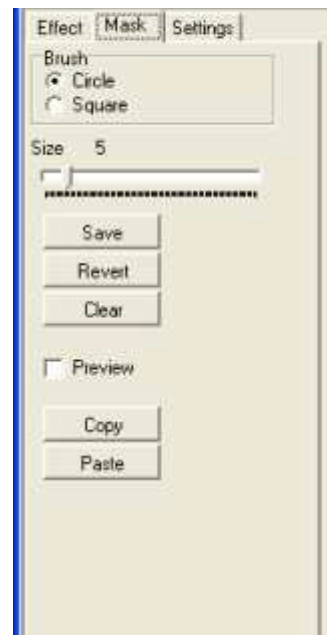 Effect Mask Settings
Brush
Circle
Square
Size 5
Save
Revert
Clear
Preview
Copy
Paste